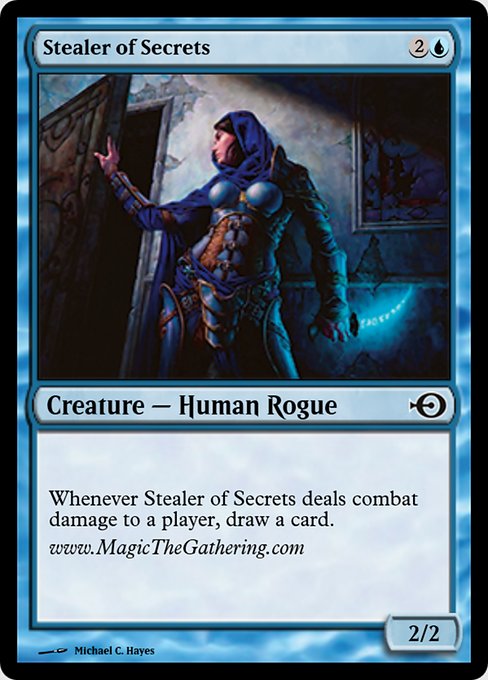 Stealer of Secrets 2
Creature — Human Rogue
Whenever Stealer of Secrets deals combat
damage to a player, draw a card.
www.MagicTheGathering.com
2/2
Michael C. Hayes